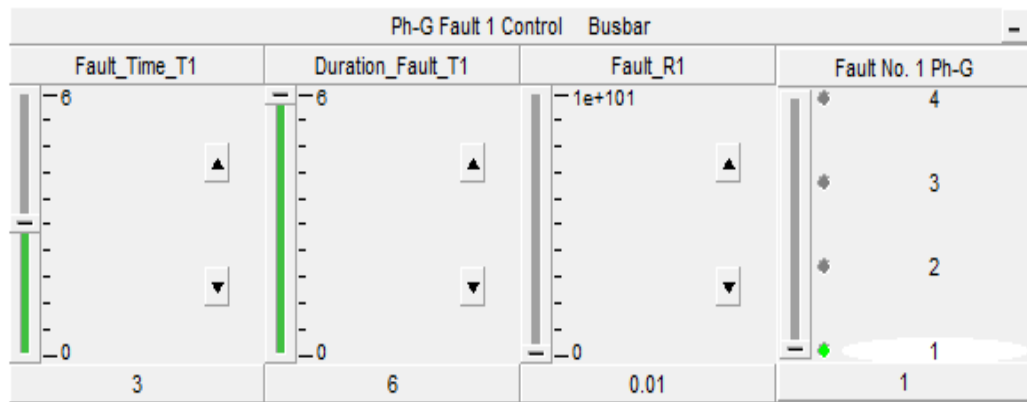 Ph-G Fault 1 Control Busbar
Fault_Time_T1 Duration_Fault_T1 Fault_R1 Fault No. 1 Ph-G
6 6 1e+101 4
3
2
0 0 0 1
3 6 0.01 1